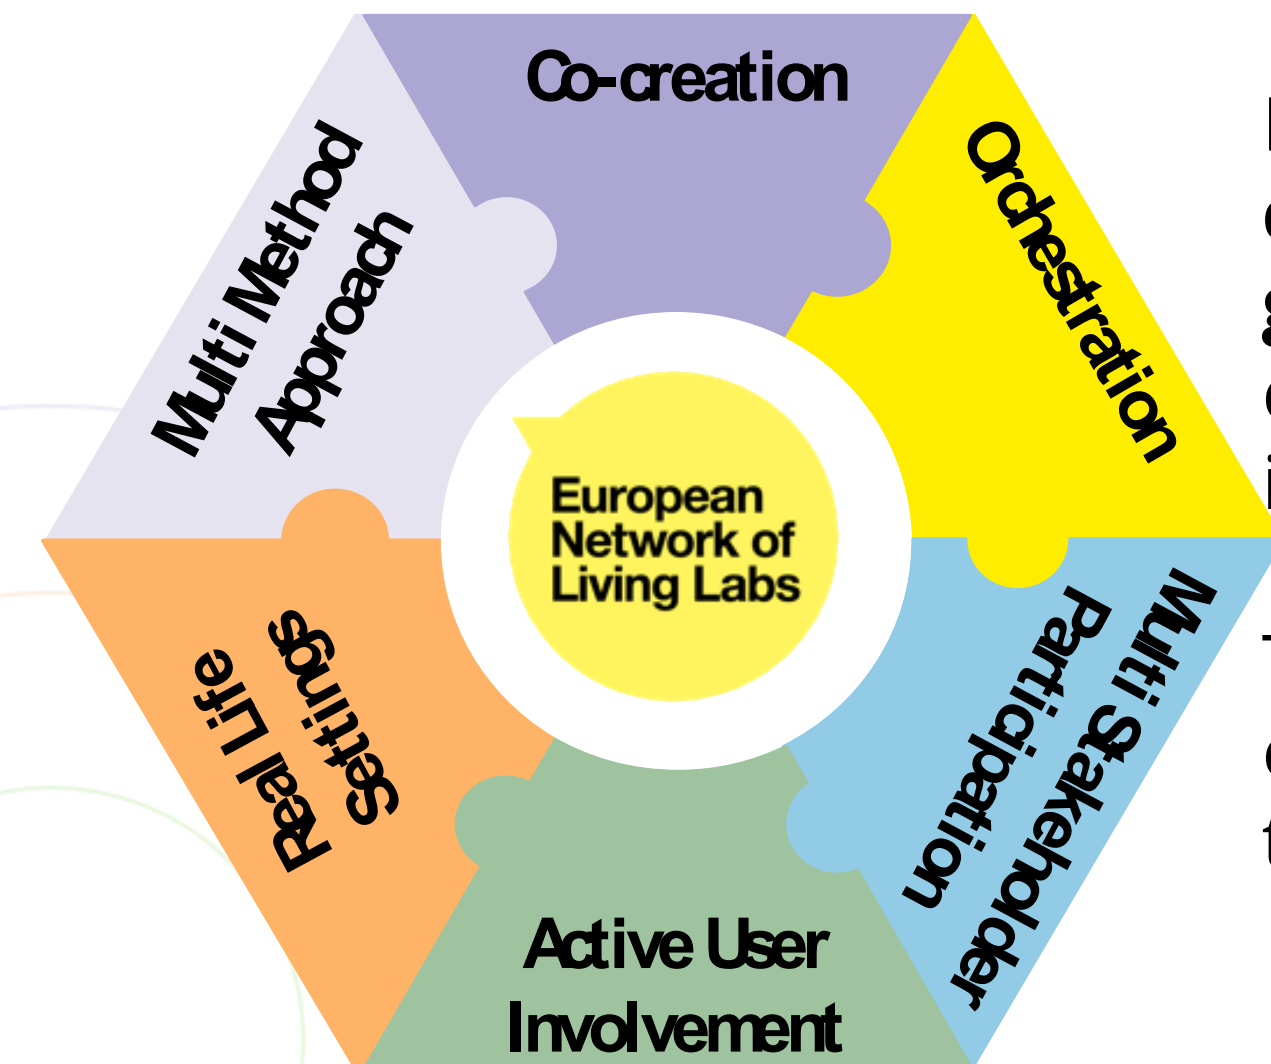 Co-creation
Orchestration
Multi Stakeholder
Participation
Active User
Involvement
Real Life
Settings
Multi Method
Approach
European
Network of
Living Labs